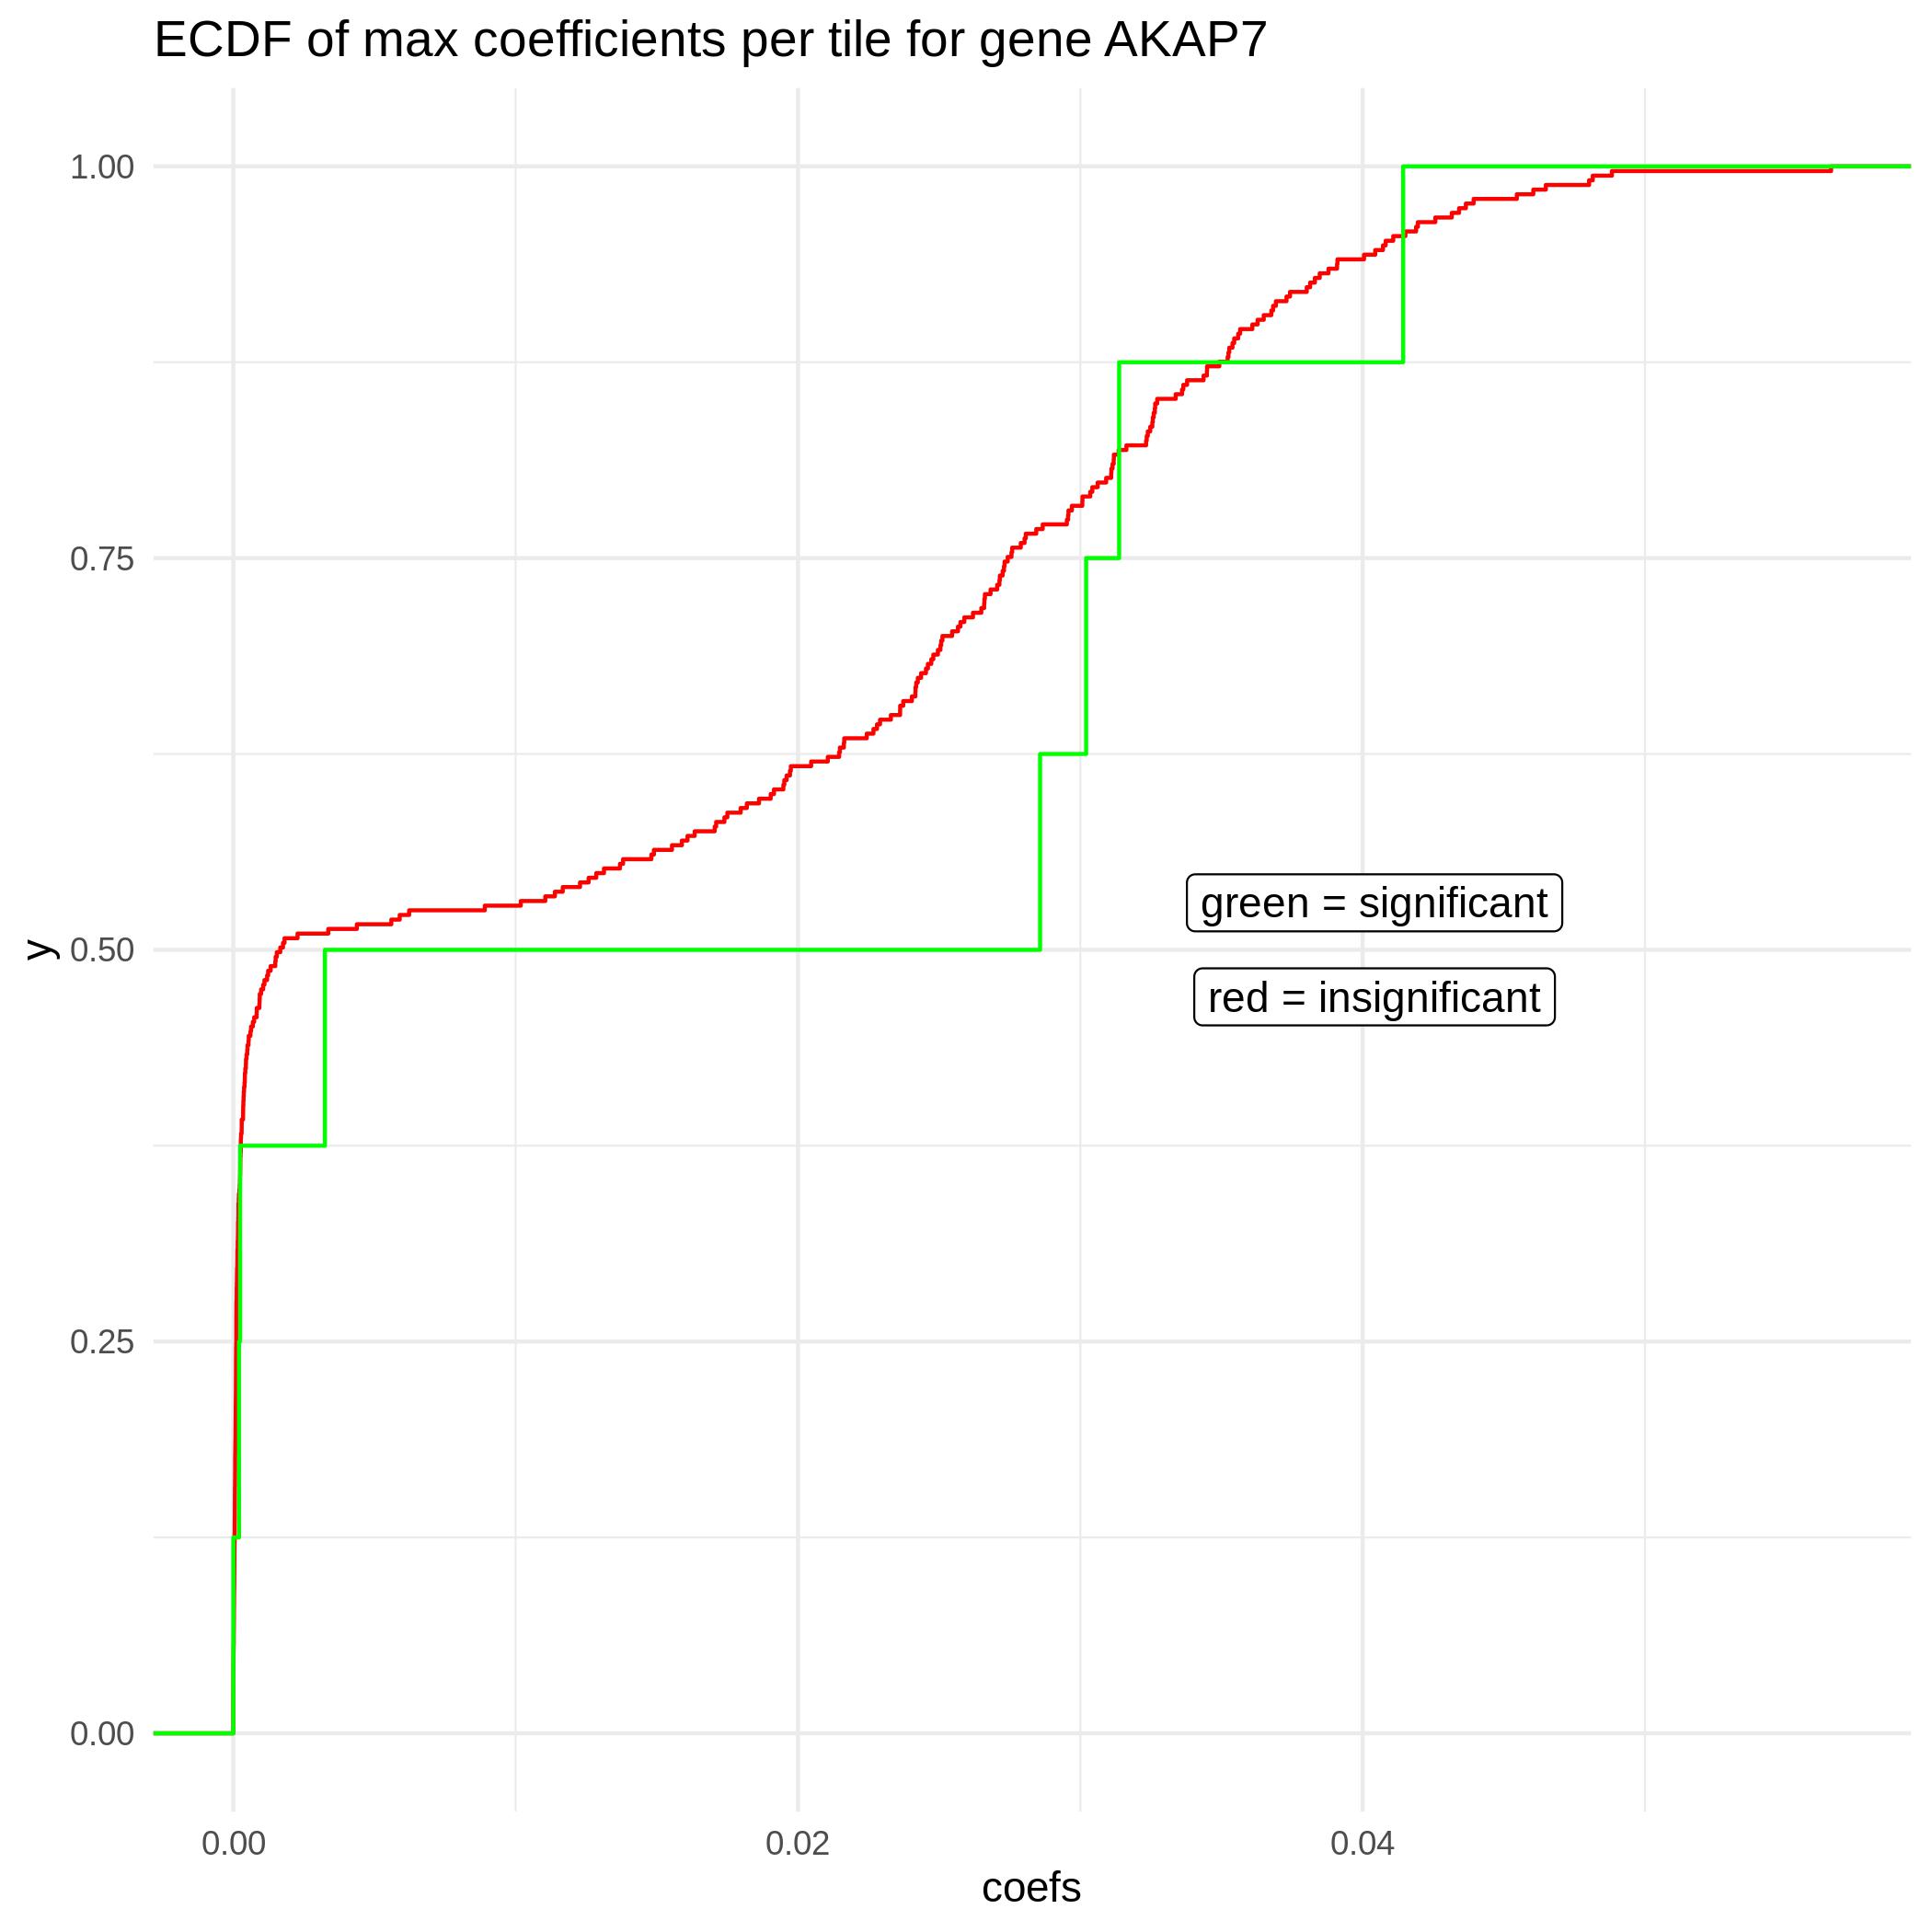 ECDF of max coefficients per tile for gene AKAP7
1.00
0.75
0.50
0.25
0.00
y
green = significant
red = insignificant
0.00
0.02
0.04
coefs